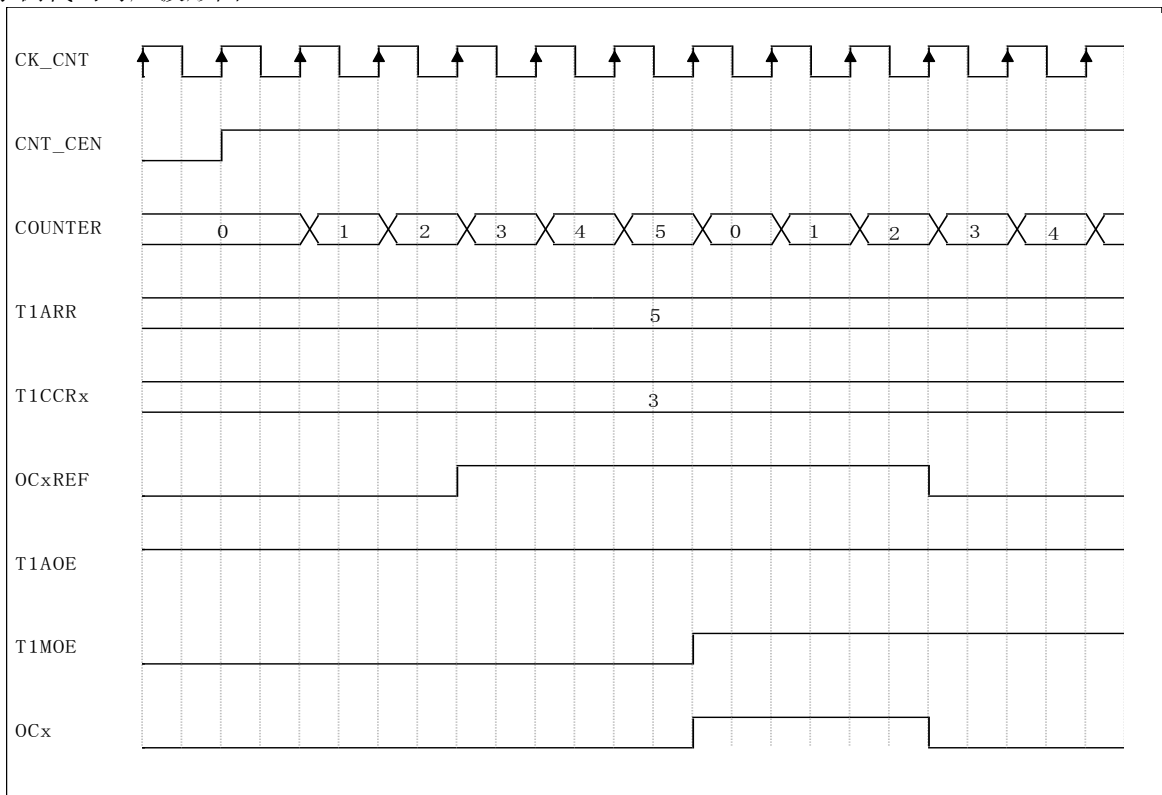 CK_CNT
CNT_CEN
COUNTER 0 1 2 3 4 5 0 1 2 3 4
T1ARR 5
T1CCRx 3
OCxREF
T1AOE
T1MOE
OCx